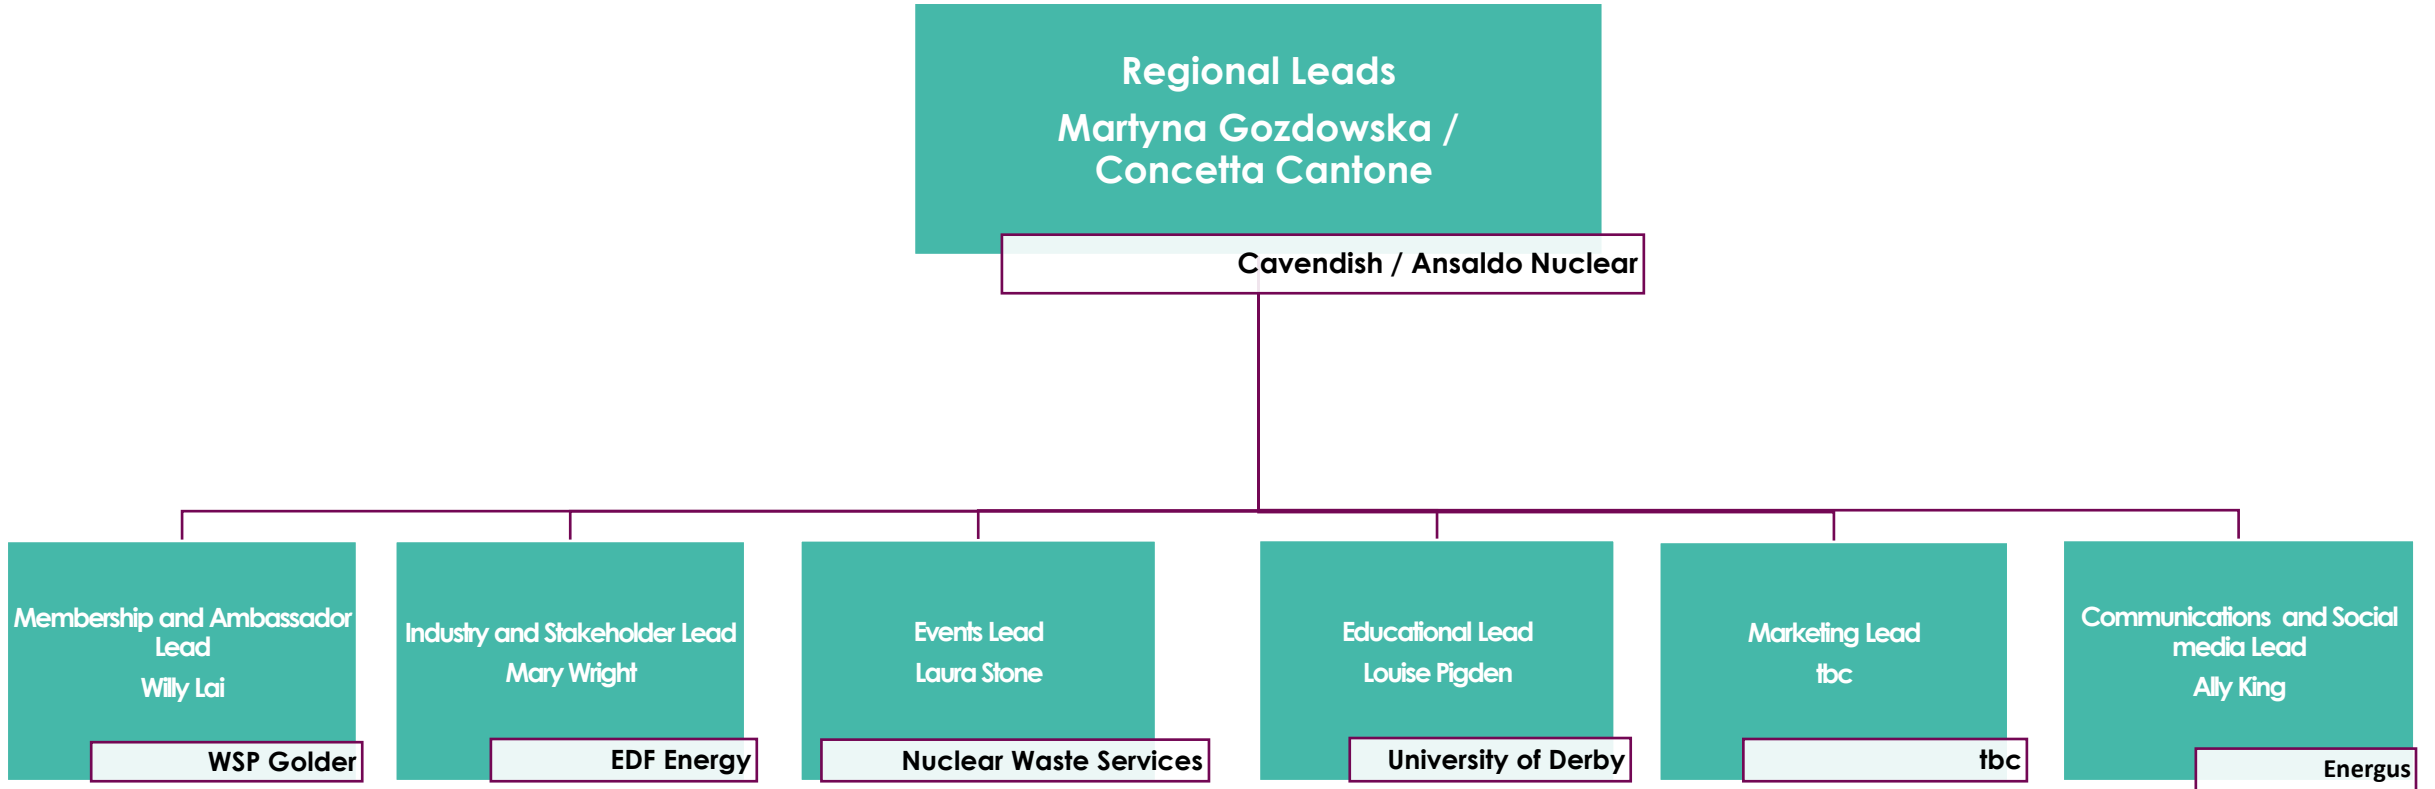 Regional Leads
Martyna Gozdowska /
Concetta Cantone
Cavendish / Ansaldo Nuclear
Membership and Ambassador
Lead
Willy Lai
WSP Golder
Industry and Stakeholder Lead
Mary Wright
EDF Energy
Events Lead
Laura Stone
Nuclear Waste Services
Educational Lead
Louise Pigden
University of Derby
Marketing Lead
tbc
tbc
Communications and Social
media Lead
Ally King
Energus